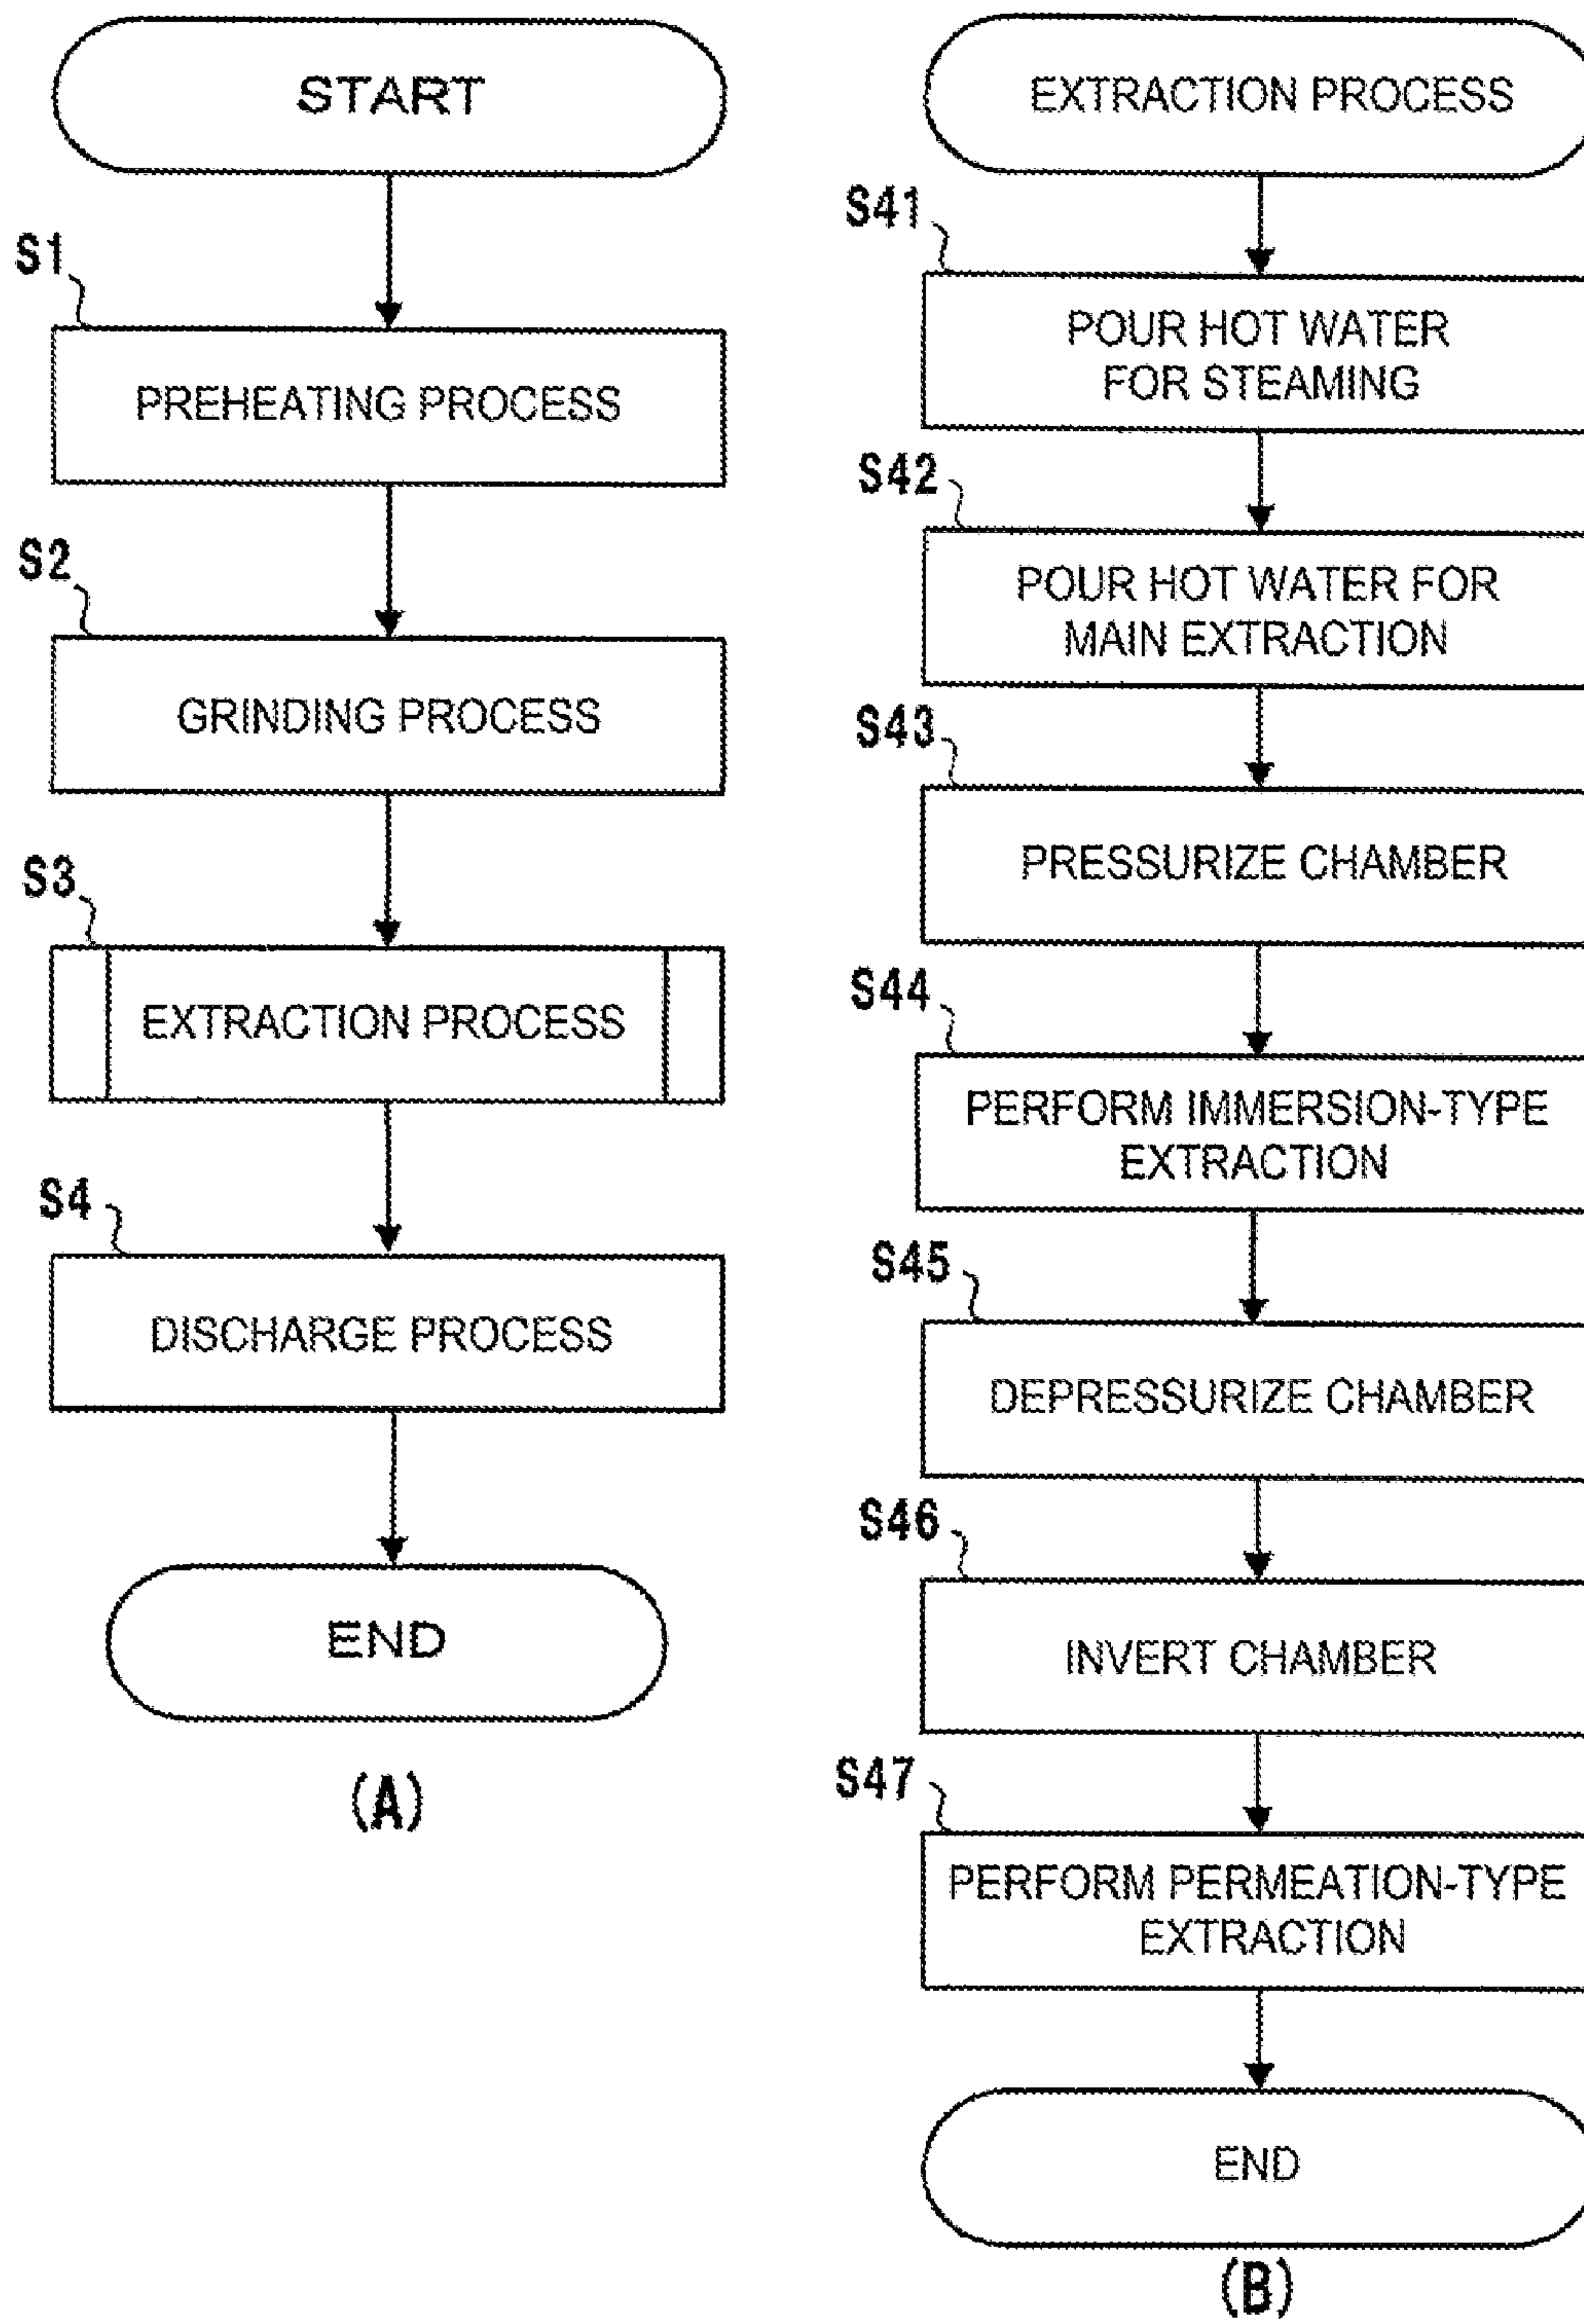 START
S1
PREHEATING PROCESS
S2
GRINDING PROCESS
S3
EXTRACTION PROCESS
S4
DISCHARGE PROCESS
END
(A)
EXTRACTION PROCESS
S41
POUR HOT WATER
FOR STEAMING
S42
POUR HOT WATER FOR
MAIN EXTRACTION
S43
PRESSURIZE CHAMBER
S44
PERFORM IMMERSION-TYPE
EXTRACTION
S45
DEPRESSURIZE CHAMBER
S46
INVERT CHAMBER
S47
PERFORM PERMEATION-TYPE
EXTRACTION
END
(B)